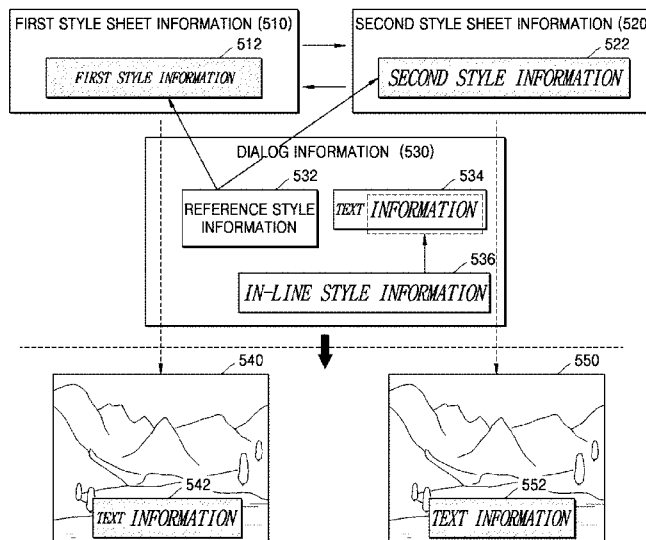 FIRST STYLE SHEET INFORMATION (510)
SECOND STYLE SHEET INFORMATION (520)
512
522
FIRST STYLE INFORMATION
SECOND STYLE INFORMATION
DIALOG INFORMATION (530)
532
534
REFERENCE STYLE
INFORMATION
TEXT INFORMATION
536
IN-LINE STYLE INFORMATION
540
550
542
552
TEXT INFORMATION
TEXT INFORMATION